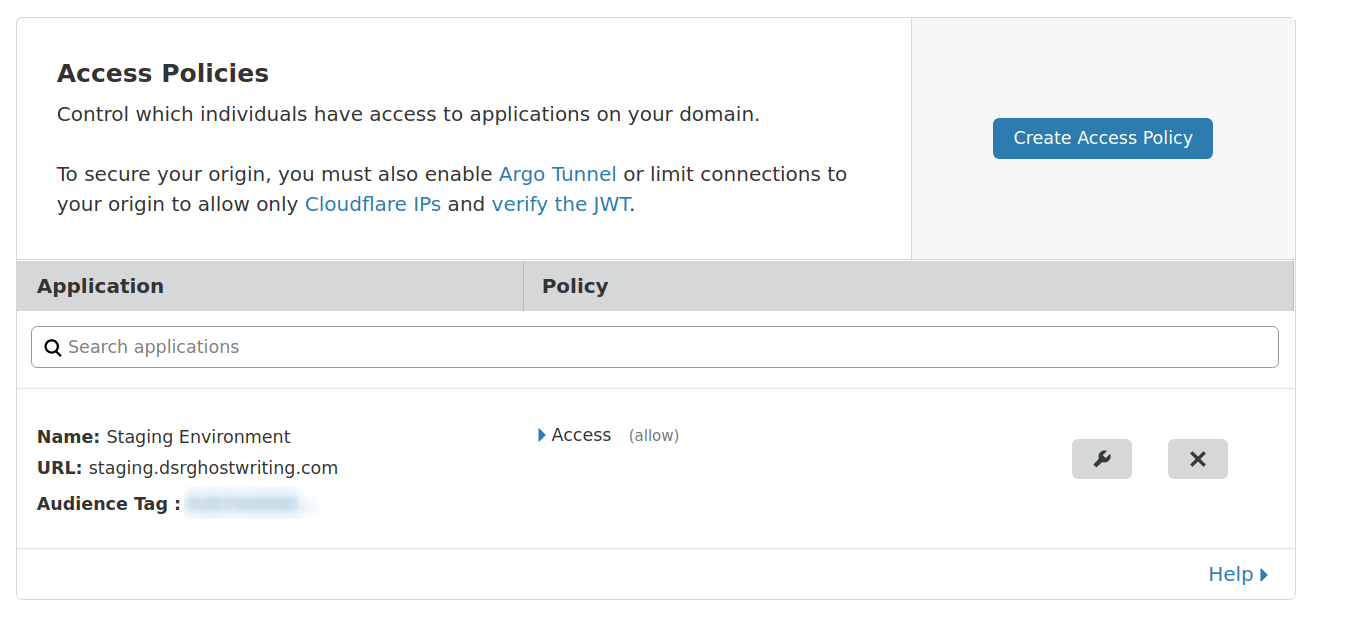 Access Policies
Control which individuals have access to applications on your domain.
To secure your origin, you must also enable Argo Tunnel or limit connections to
your origin to allow only Cloudflare IPs and verify the JWT.
Create Access Policy
Application
Policy
Search applications
Name: Staging Environment
URL: staging.dsrghostwriting.com
Audience Tag :
Access (allow)
Help